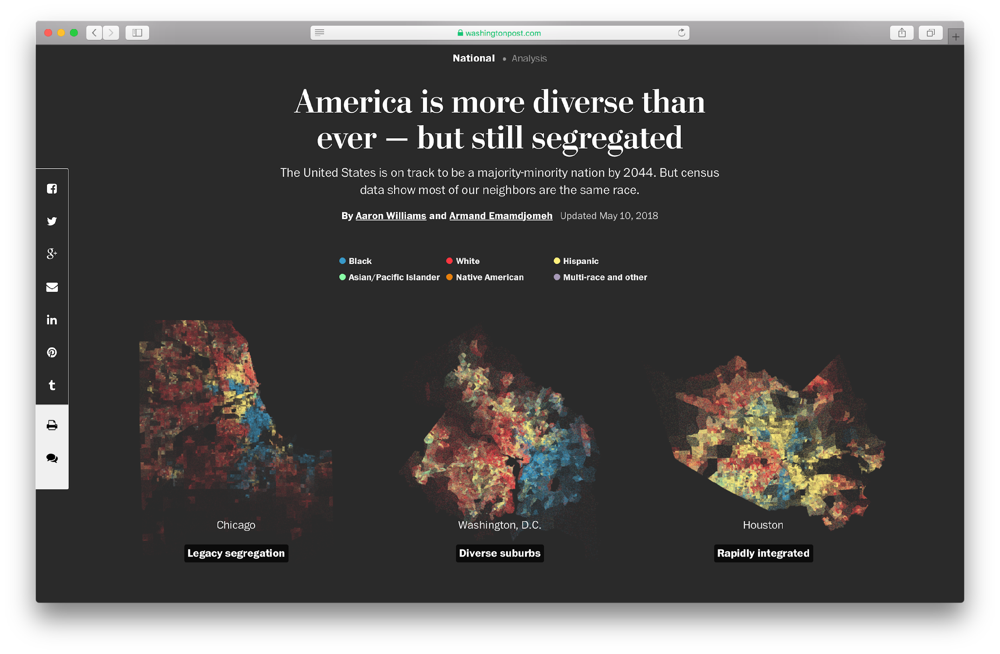 washingtonpost.com
National • Analysis
America is more diverse than
ever — but still segregated
The United States is on track to be a majority-minority nation by 2044. But census
data show most of our neighbors are the same race.
By Aaron Williams and Armand Emamdjomeh Updated May 10, 2018
Black White Hispanic
Asian/Pacific Islander Native American Multi-race and other
Chicago Washington, D.C. Houston
Legacy segregation Diverse suburbs Rapidly integrated